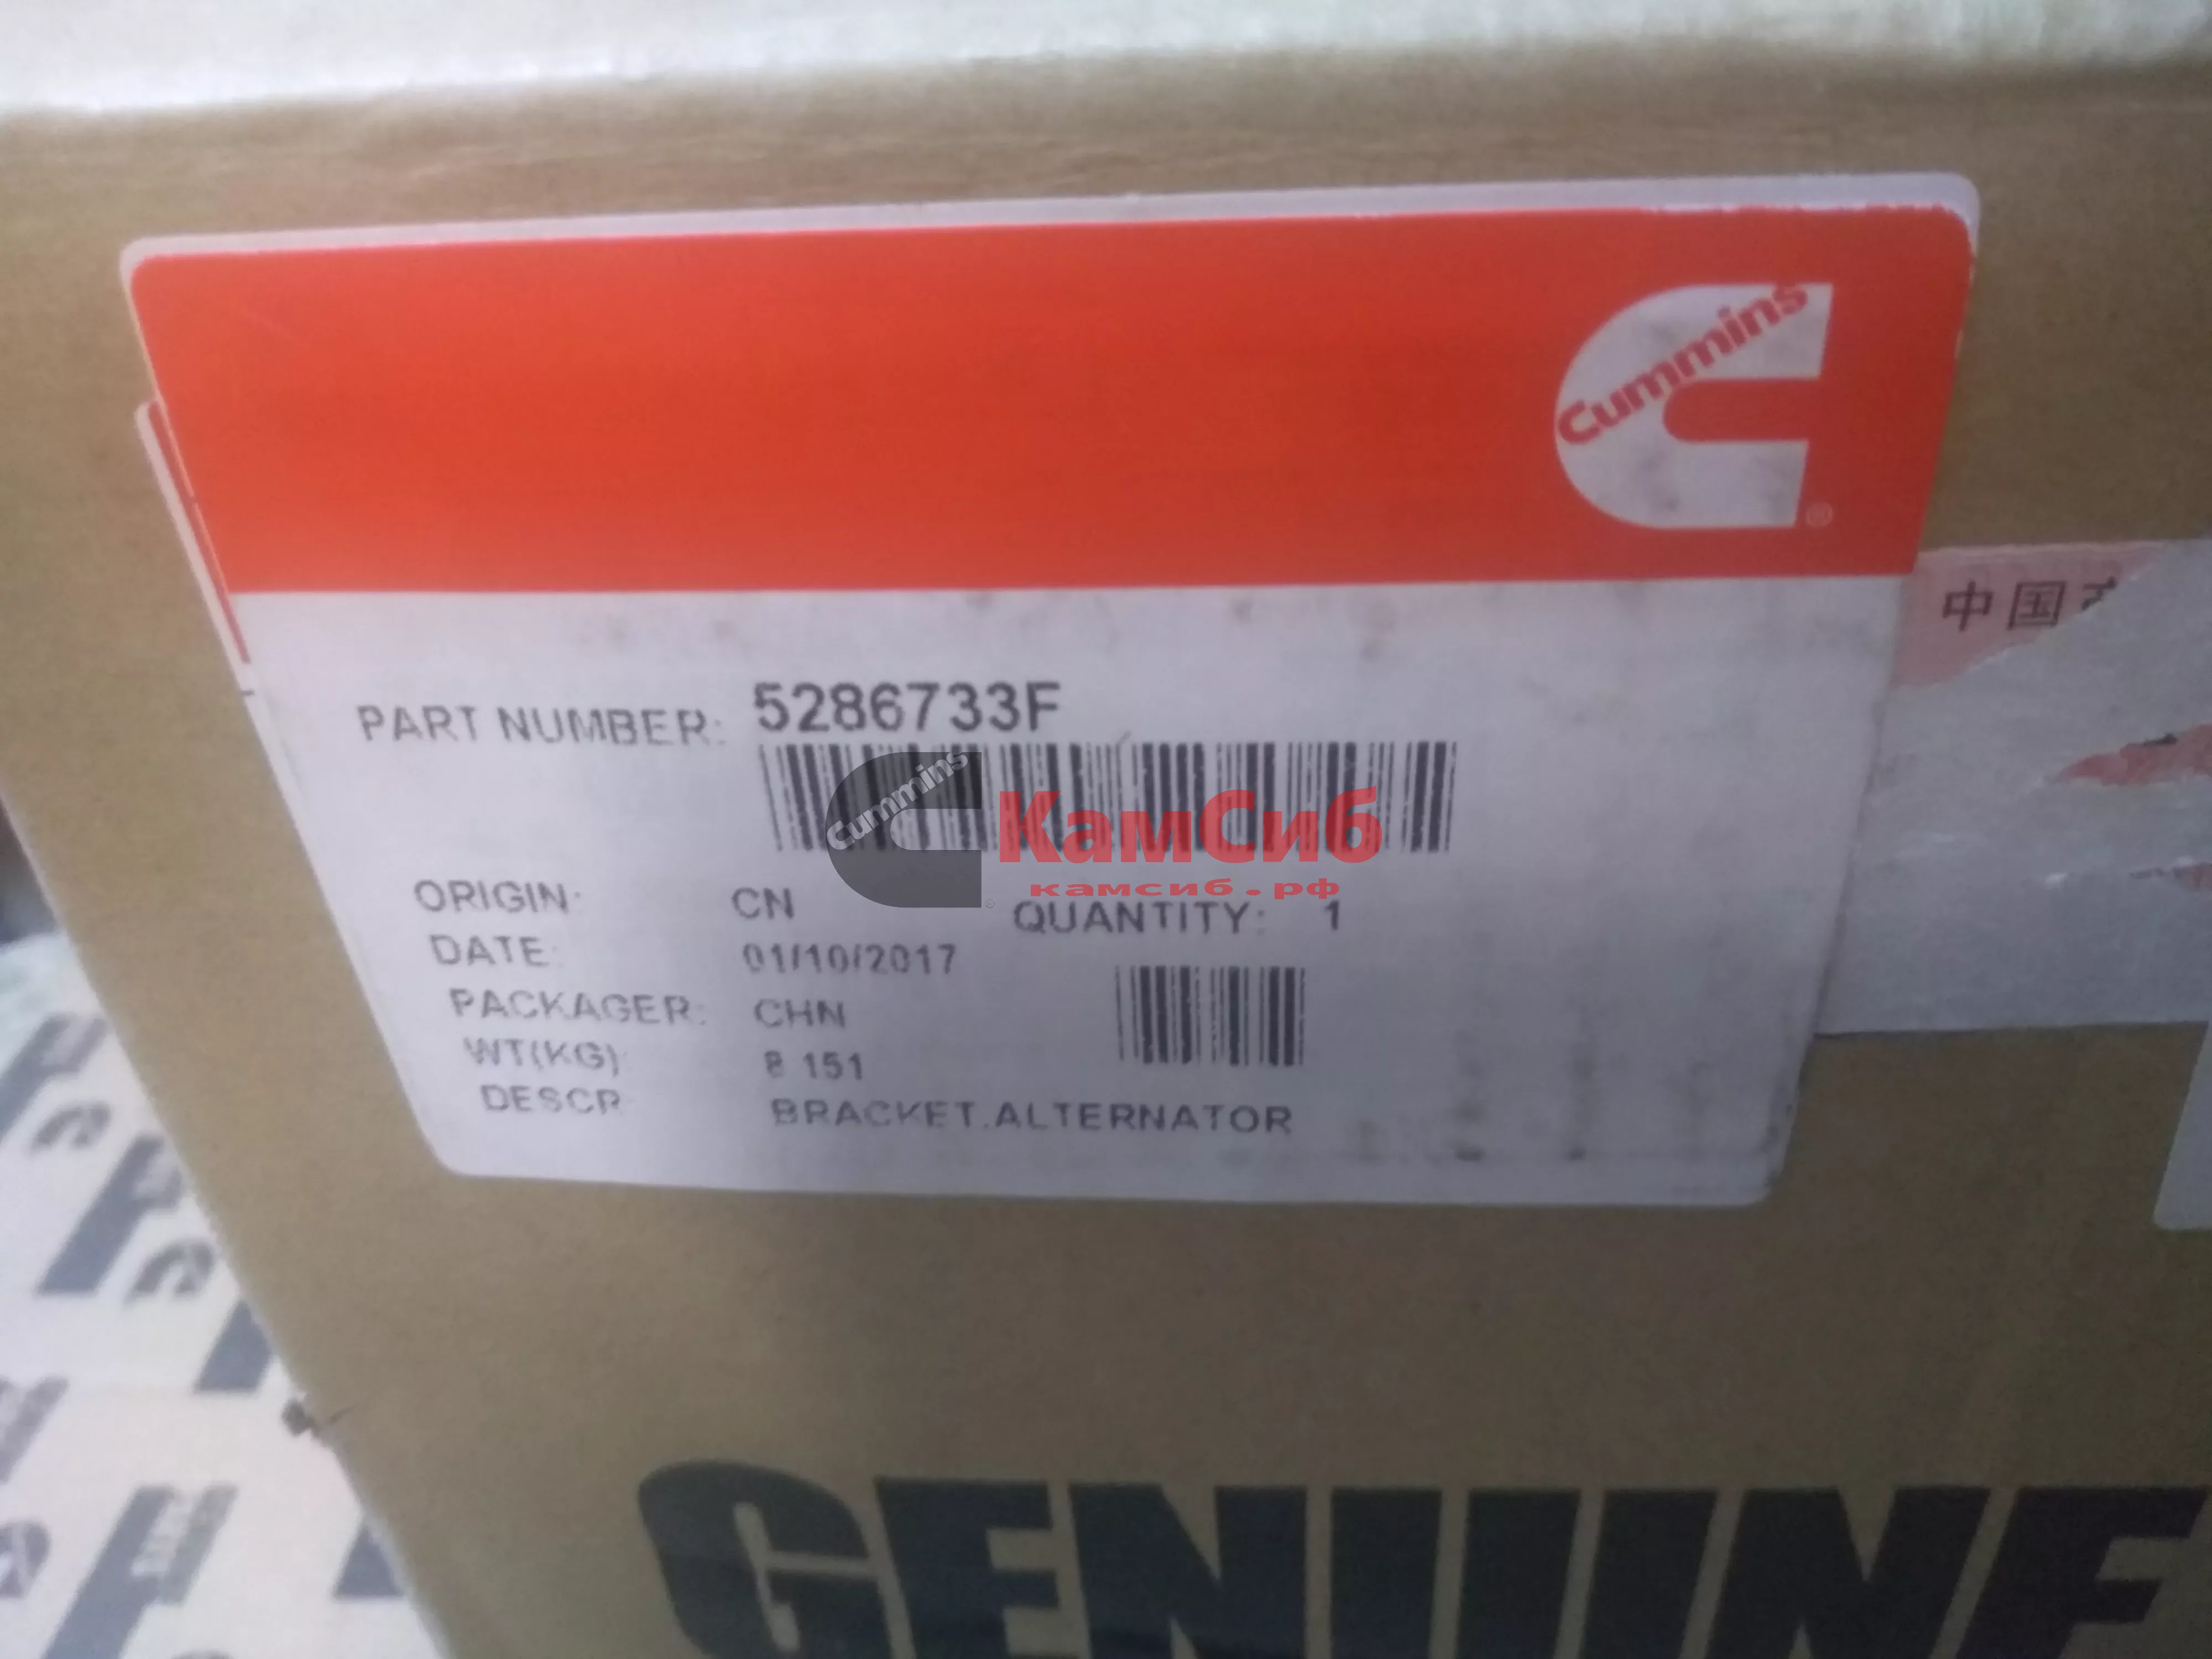 Cummins
®
中国
PART NUMBER: 5286733F
Cummins
КамСиб
камсиб.рф
ORIGIN: CN QUANTITY: 1
DATE: 01/10/2017
PACKAGER: CHN
WT(KG) 8 151
DESCR BRACKET.ALTERNATOR
GENUINE